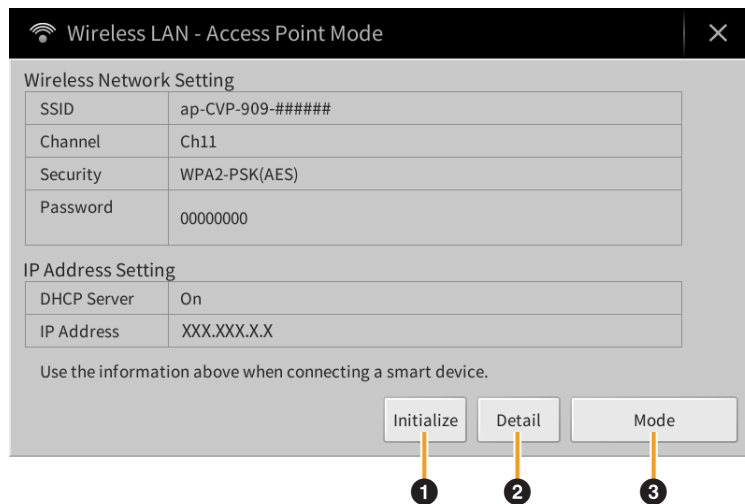 Wireless LAN - Access Point Mode
Wireless Network Setting
SSID ap-CVP-909-######
Channel Ch11
Security WPA2-PSK(AES)
Password 00000000
IP Address Setting
DHCP Server On
IP Address XXX.XXX.X.X
Use the information above when connecting a smart device.
Initialize Detail Mode
1 2 3